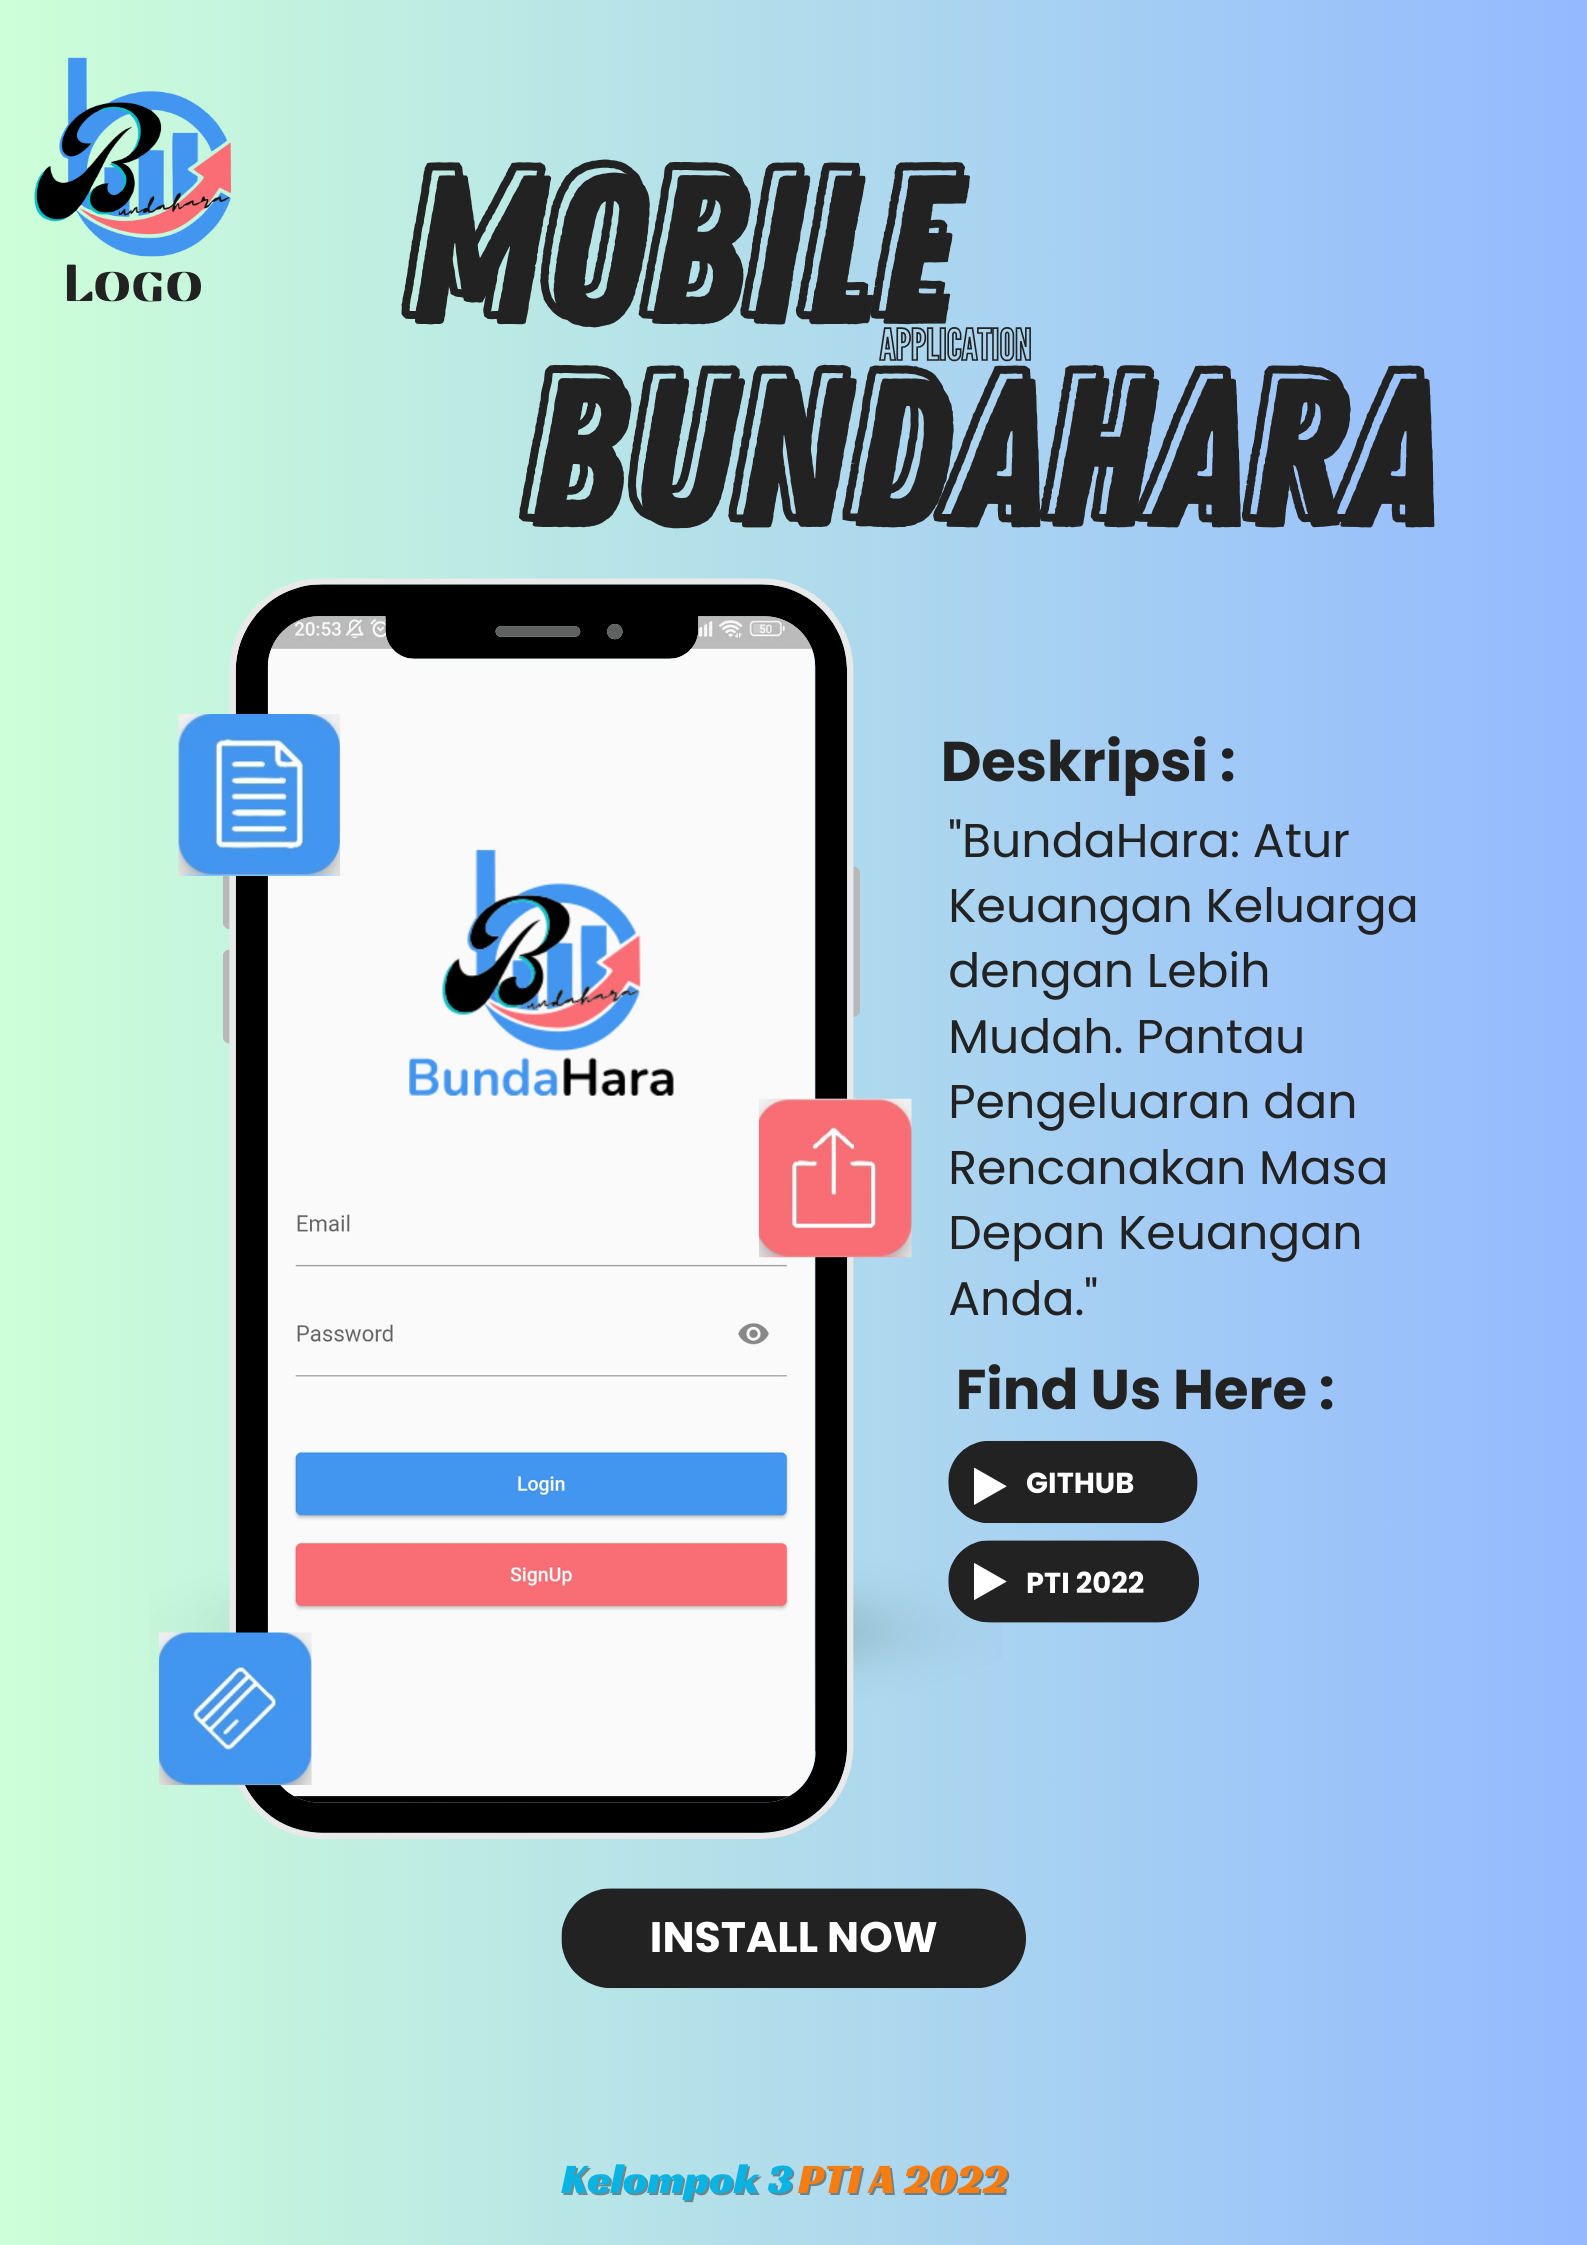 Bundahara
LOGO
MOBILE
APPLICATION
BUNDAHARA
20:53
50
Bundahara
BundaHara
Email
Password
Login
SignUp
Deskripsi :
"BundaHara: Atur
Keuangan Keluarga
dengan Lebih
Mudah. Pantau
Pengeluaran dan
Rencanakan Masa
Depan Keuangan
Anda."
Find Us Here :
GITHUB
PTI 2022
INSTALL NOW
Kelompok 3 PTI A 2022